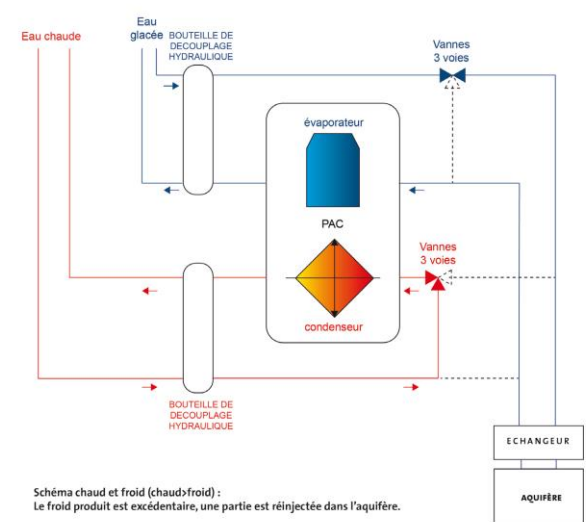 Eau chaude
Eau
glacée
BOUTEILLE DE
DECOUPLAGE
HYDRAULIQUE
Vannes
3 voies
évaporateur
PAC
Vannes
3 voies
condenseur
BOUTEILLE DE
DECOUPLAGE
HYDRAULIQUE
ECHANGEUR
AQUIFÈRE
Schéma chaud et froid (chaud>froid) :
Le froid produit est excédentaire, une partie est réinjectée dans l'aquifère.